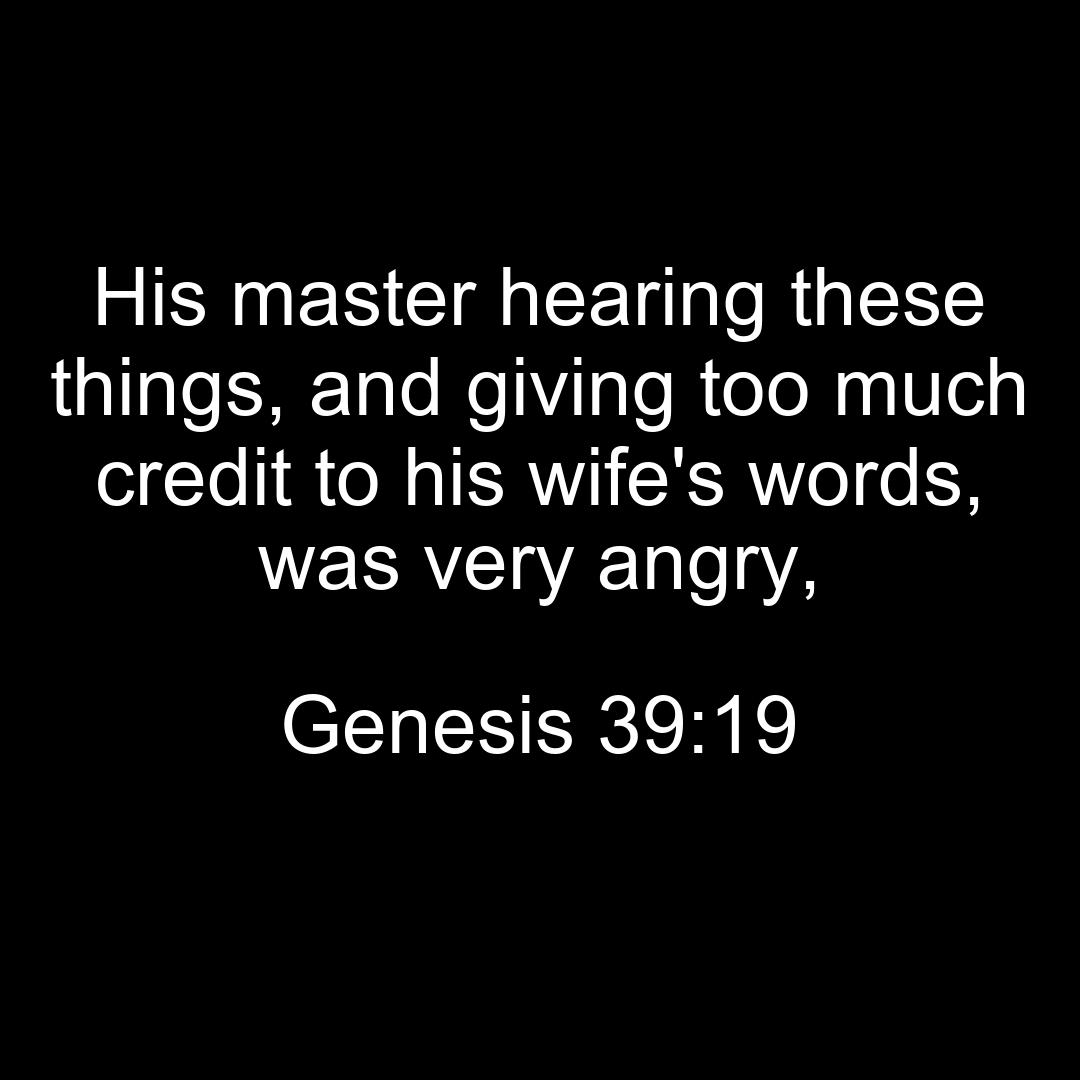 His master hearing these
things, and giving too much
credit to his wife's words,
was very angry,
Genesis 39:19